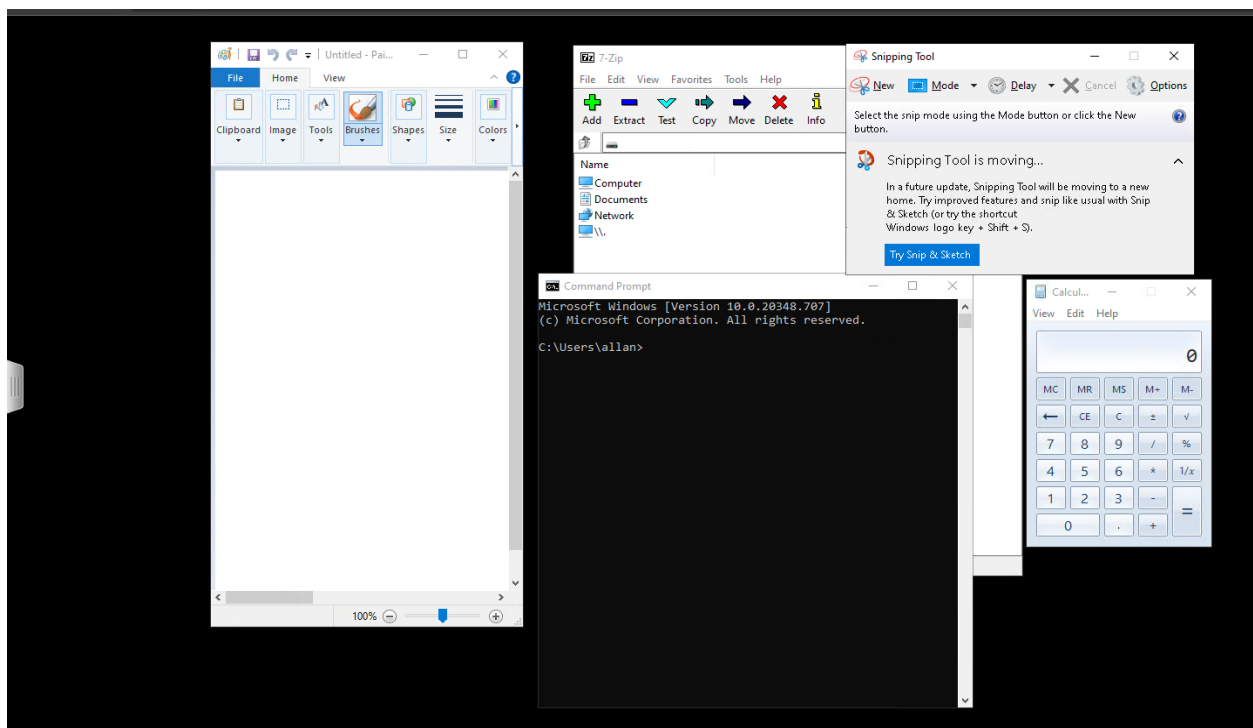 Untitled - Pai...
File Home View
Clipboard Image Tools Brushes Shapes Size Colors
100%
7z 7-Zip
File Edit View Favorites Tools Help
Add Extract Test Copy Move Delete Info
Name
Computer
Documents
Network
\\.
Snipping Tool
New Mode Delay Cancel Options
Select the snip mode using the Mode button or click the New
button.
Snipping Tool is moving...
In a future update, Snipping Tool will be moving to a new
home. Try improved features and snip like usual with Snip
& Sketch (or try the shortcut
Windows logo key + Shift + S).
Try Snip & Sketch
Command Prompt
Microsoft Windows [Version 10.0.20348.707]
(c) Microsoft Corporation. All rights reserved.
C:\Users\allan>
Calcul...
View Edit Help
0
MC MR MS M+ M-
← CE C ± √
7 8 9 / %
4 5 6 * 1/x
1 2 3 - =
0 . +